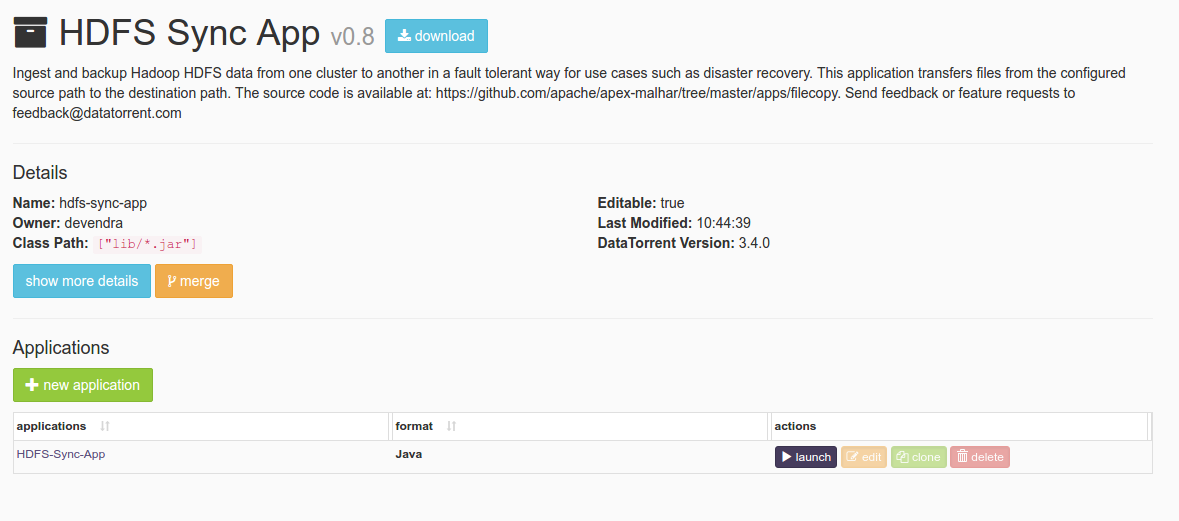 HDFS Sync App v0.8 download
Ingest and backup Hadoop HDFS data from one cluster to another in a fault tolerant way for use cases such as disaster recovery. This application transfers files from the configured
source path to the destination path. The source code is available at: https://github.com/apache/apex-malhar/tree/master/apps/filecopy. Send feedback or feature requests to
feedback@datatorrent.com
Details
Name: hdfs-sync-app
Owner: devendra
Class Path: ["lib/*.jar"]
Editable: true
Last Modified: 10:44:39
DataTorrent Version: 3.4.0
show more details merge
Applications
new application
applications format actions
HDFS-Sync-App Java launch edit clone delete